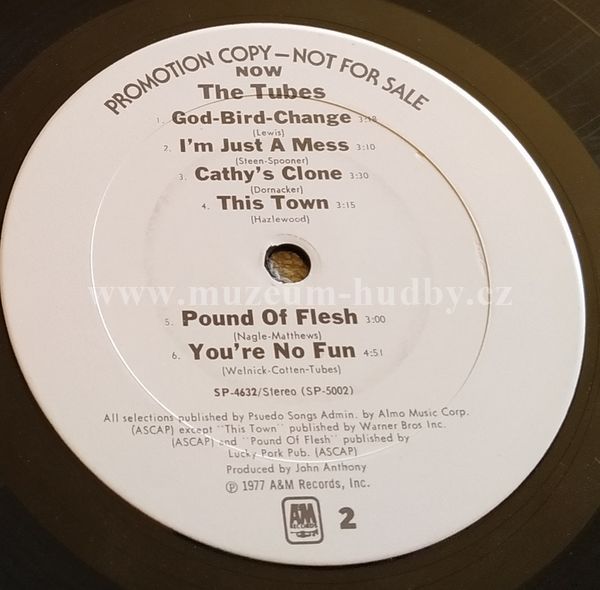 PROMOTION COPY—NOT FOR SALE
NOW
The Tubes
1. God-Bird-Change 3:18
(Lewis)
2. I'm Just A Mess 3:10
(Steen-Spooner)
3. Cathy's Clone 3:30
(Dornacker)
4. This Town 3:15
(Hazlewood)
www.muzeum-hudby.cz
5. Pound Of Flesh 3:00
(Nagle-Matthews)
6. You're No Fun 4:51
(Welnick-Cotten-Tubes)
SP-4632/Stereo (SP-5002)
All selections published by Psuedo Songs Admin. by Almo Music Corp.
(ASCAP) except "This Town" published by Warner Bros Inc.
(ASCAP) and "Pound Of Flesh" published by
Lucky Pork Pub. (ASCAP)
Produced by John Anthony
℗ 1977 A&M Records, Inc.
A&M
RECORDS
2